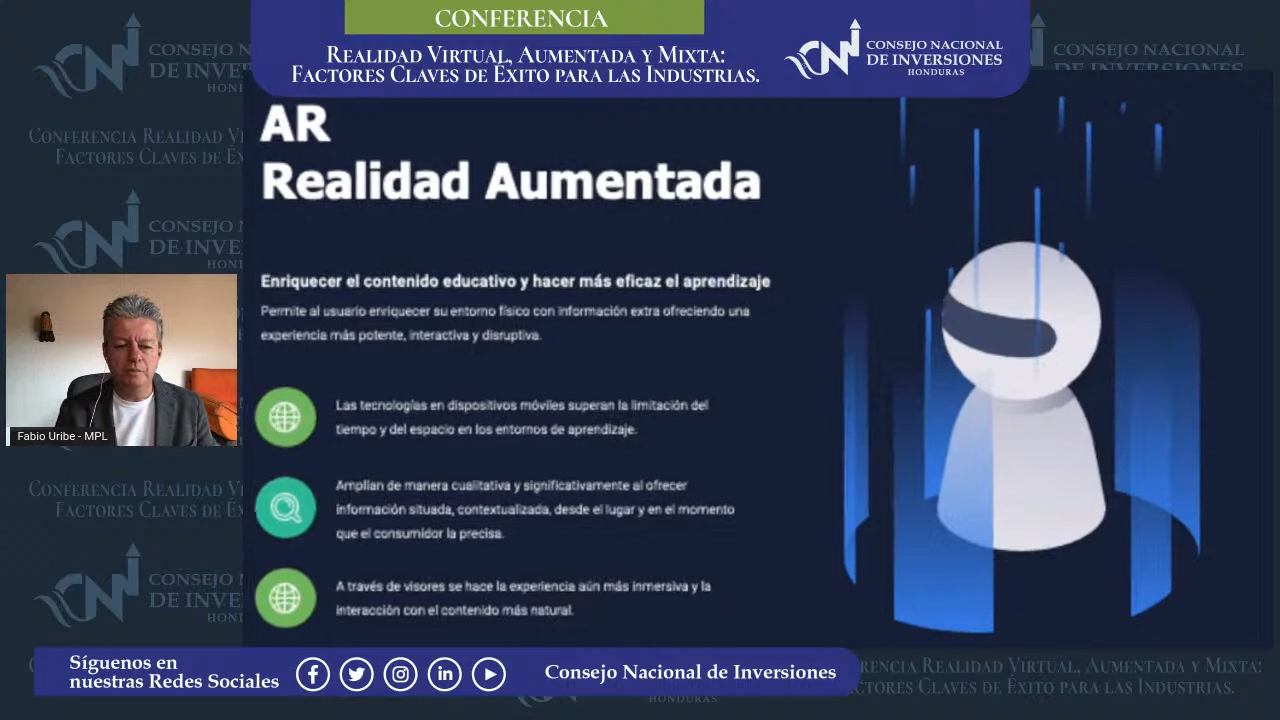 CONFERENCIA
REALIDAD VIRTUAL, AUMENTADA Y MIXTA:
FACTORES CLAVES DE ÉXITO PARA LAS INDUSTRIAS.
CNI
CONSEJO NACIONAL
DE INVERSIONES
HONDURAS
AR
Realidad Aumentada
Enriquecer el contenido educativo y hacer más eficaz el aprendizaje
Permite al usuario enriquecer su entorno físico con información extra ofreciendo una
experiencia más potente, interactiva y disruptiva.
Las tecnologías en dispositivos móviles superan la limitación del
tiempo y del espacio en los entornos de aprendizaje.
Amplían de manera cualitativa y significativamente al ofrecer
información situada, contextualizada, desde el lugar y en el momento
que el consumidor la precisa.
A través de visores se hace la experiencia aún más inmersiva y la
interacción con el contenido más natural.
Fabio Uribe - MPL
Síguenos en
nuestras Redes Sociales
Consejo Nacional de Inversiones